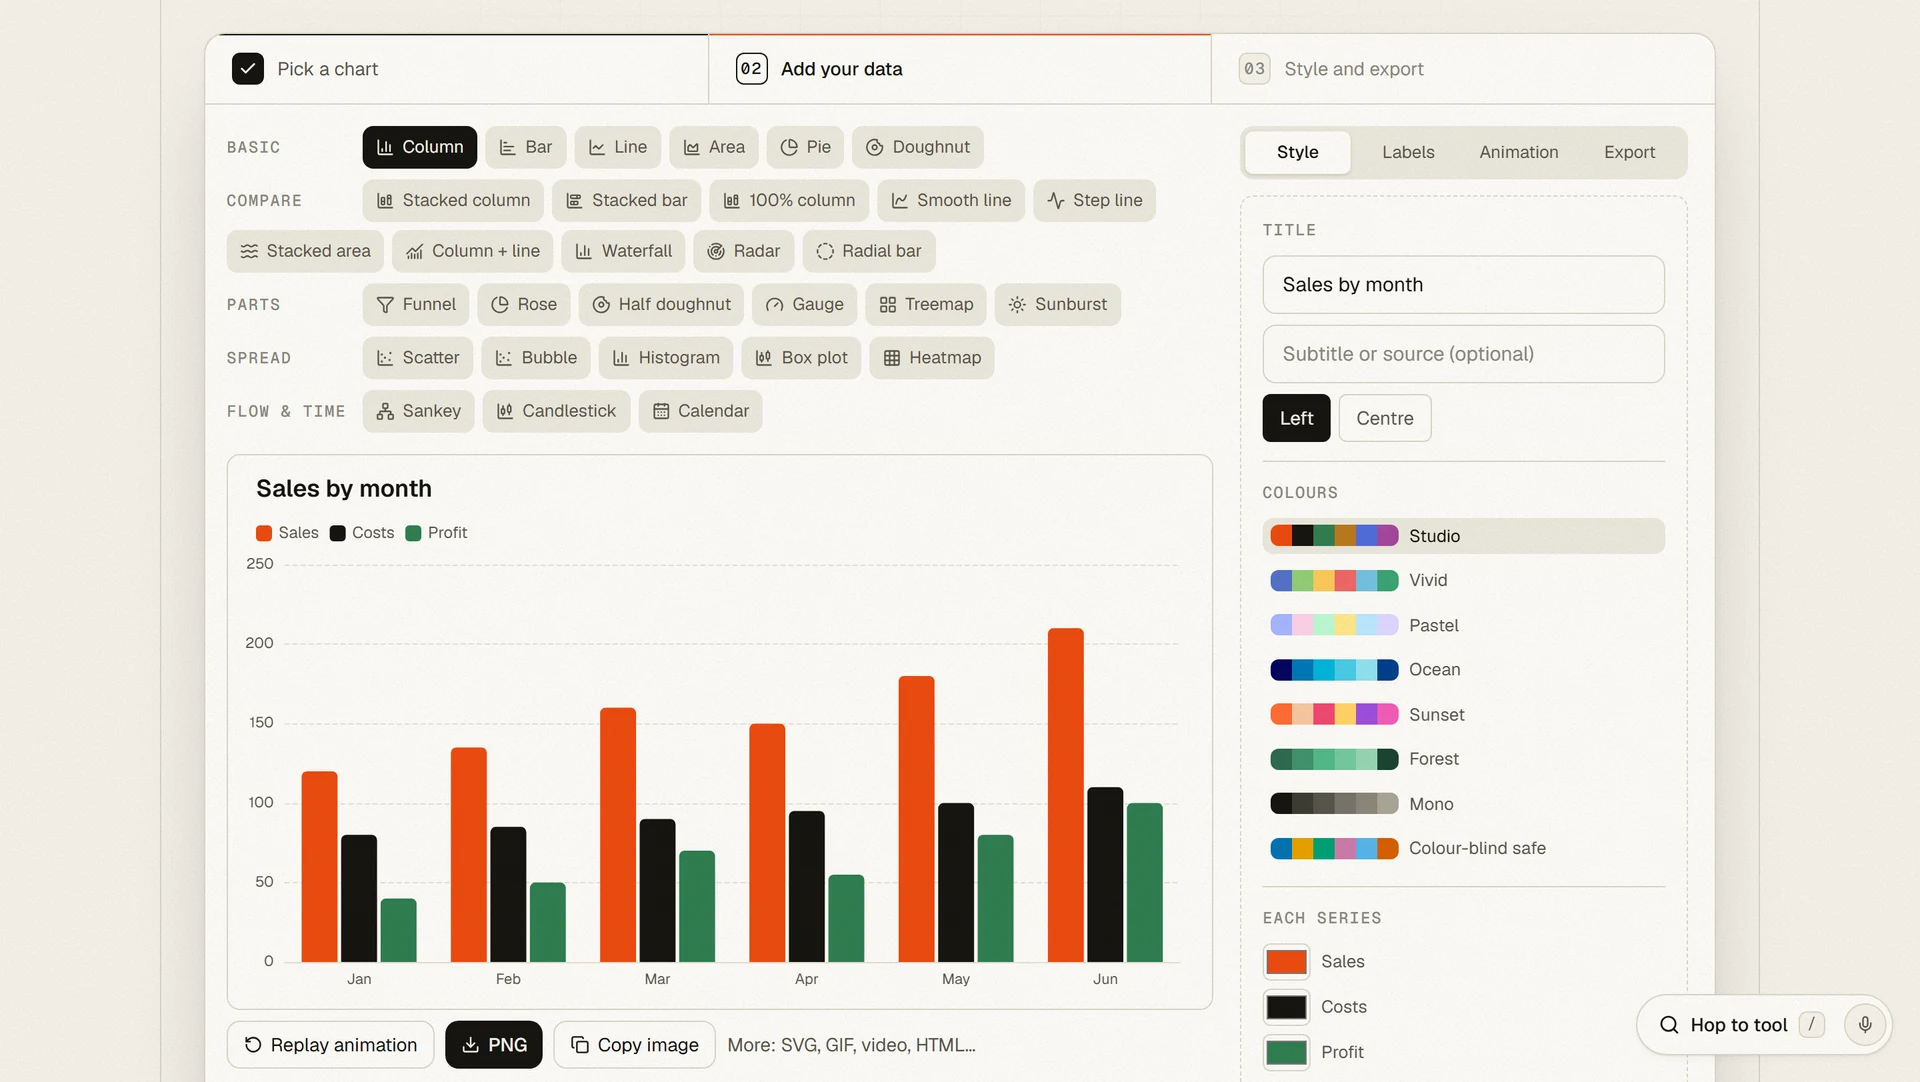 Pick a chart
02 Add your data
03 Style and export
BASIC Column Bar Line Area Pie Doughnut
COMPARE Stacked column Stacked bar 100% column Smooth line Step line
Stacked area Column + line Waterfall Radar Radial bar
PARTS Funnel Rose Half doughnut Gauge Treemap Sunburst
SPREAD Scatter Bubble Histogram Box plot Heatmap
FLOW & TIME Sankey Candlestick Calendar
Sales by month
Sales Costs Profit
250
200
150
100
50
0
Jan Feb Mar Apr May Jun
Replay animation PNG Copy image More: SVG, GIF, video, HTML...
Style Labels Animation Export
TITLE
Sales by month
Subtitle or source (optional)
Left Centre
COLOURS
Studio
Vivid
Pastel
Ocean
Sunset
Forest
Mono
Colour-blind safe
EACH SERIES
Sales
Costs
Profit
Hop to tool /